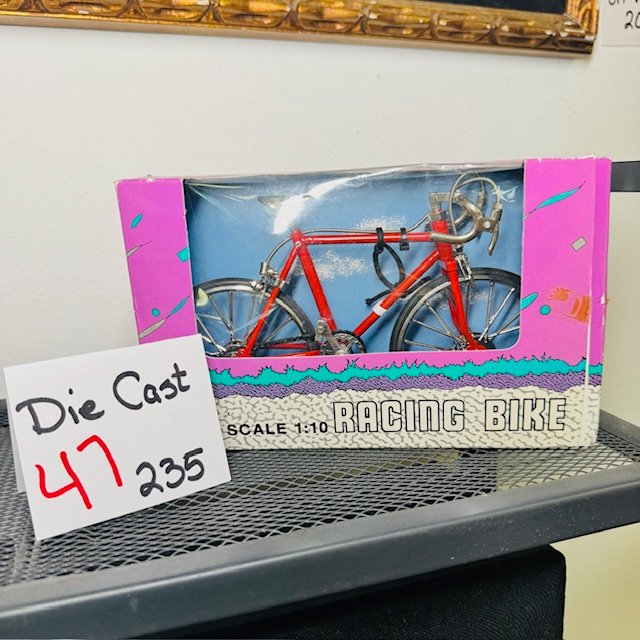 Die Cast
47 235
SCALE 1:10 RACING BIKE